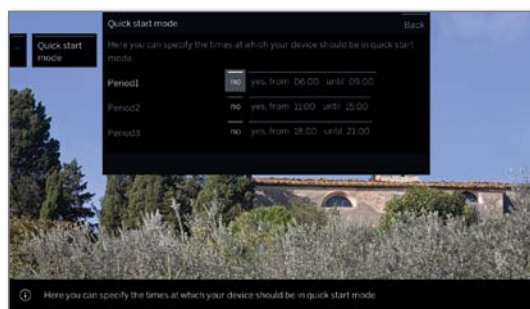 Quick start mode
Back
Here you can specify the times at which your device should be in quick start
mode.
... Quick start
mode
Period1 no yes, from 06:00 until 09:00
Period2 no yes, from 11:00 until 15:00
Period3 no yes, from 18:00 until 21:00
Here you can specify the times at which your device should be in quick start mode